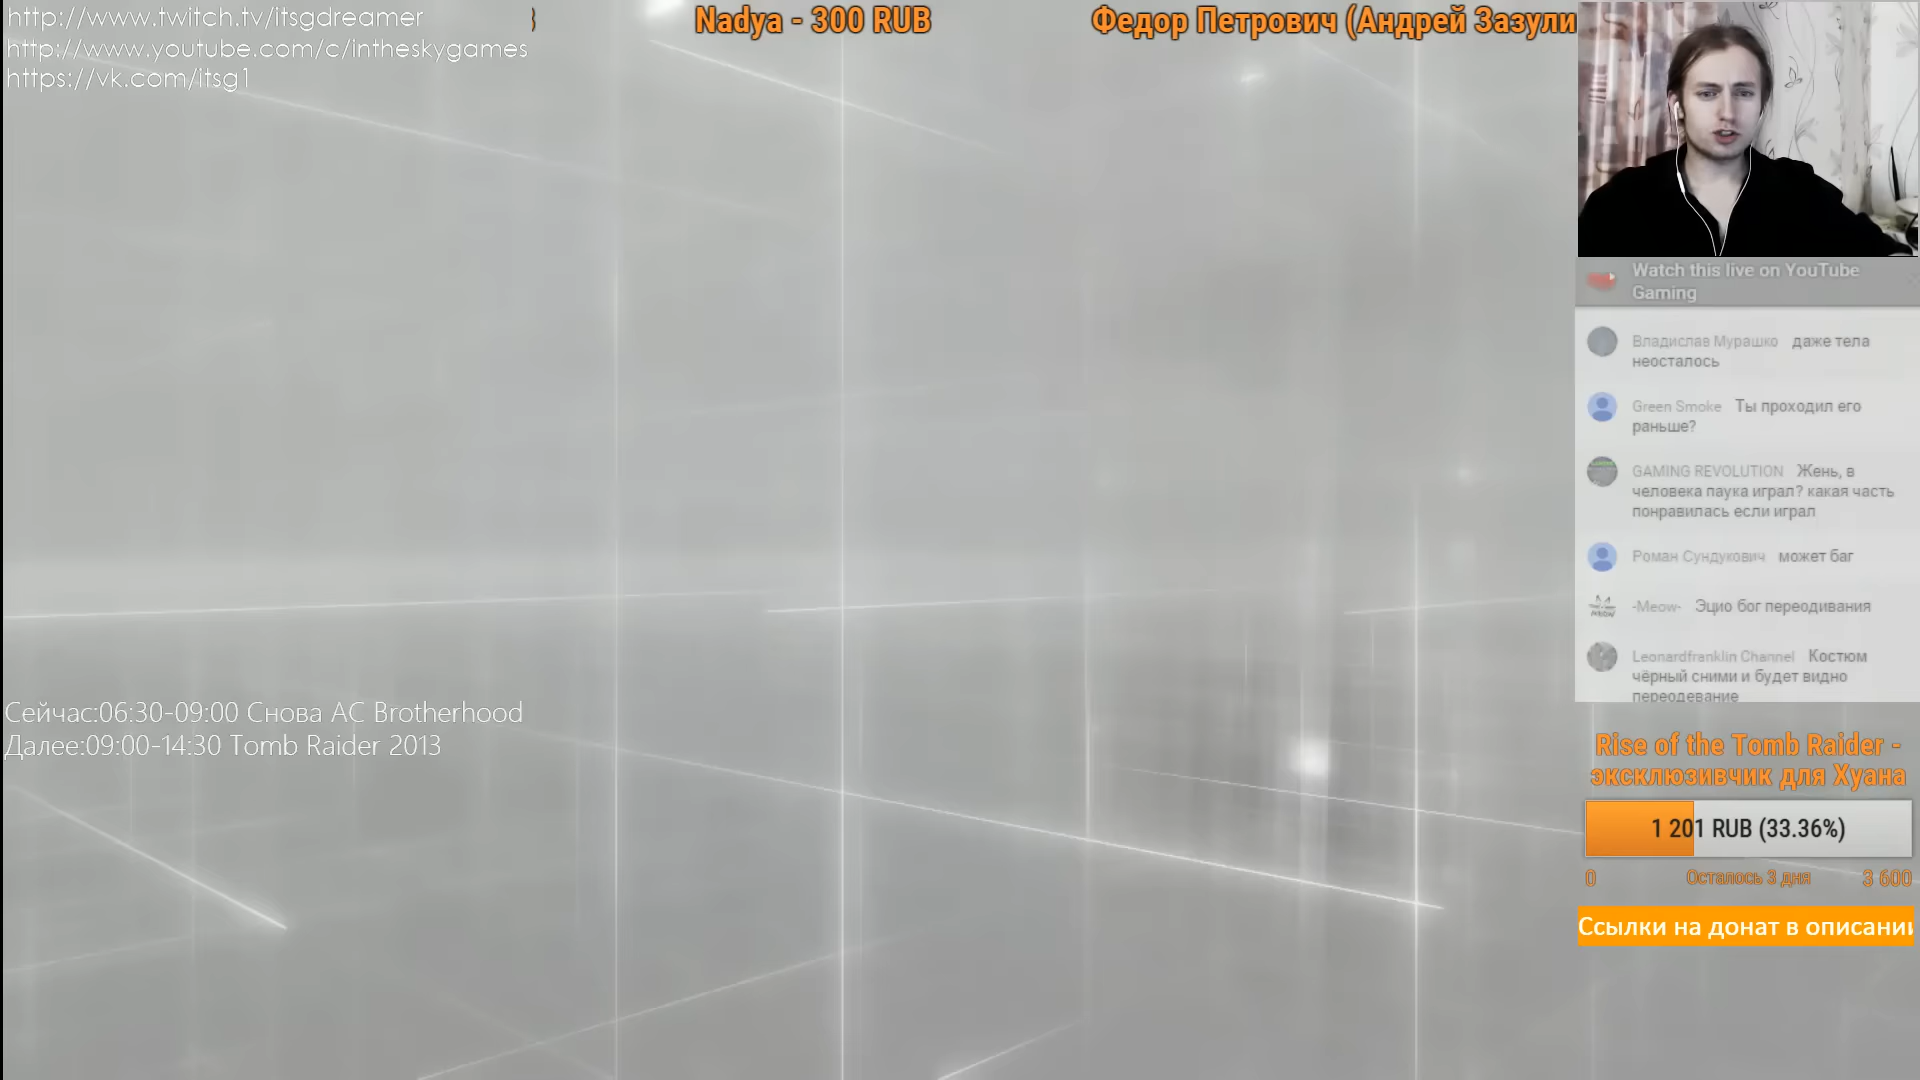 http://www.twitch.tv/itsgdreamer
http://www.youtube.com/c/intheskygames
https://vk.com/itsg1
Nadya - 300 RUB
Федор Петрович (Андрей Зазули
Watch this live on YouTube
Gaming
Владислав Мурашко даже тела
неосталось
Green Smoke Ты проходил его
раньше?
GAMING REVOLUTION Жень, в
человека паука играл? какая часть
понравилась если играл
Роман Сундукович может баг
-Meow- Эцио бог переодивания
Leonardfranklin Channel Костюм
чёрный сними и будет видно
переодевание
Сейчас:06:30-09:00 Снова AC Brotherhood
Далее:09:00-14:30 Tomb Raider 2013
Rise of the Tomb Raider -
эксклюзивчик для Хуана
1 201 RUB (33.36%)
0 Осталось 3 дня 3 600
Ссылки на донат в описании